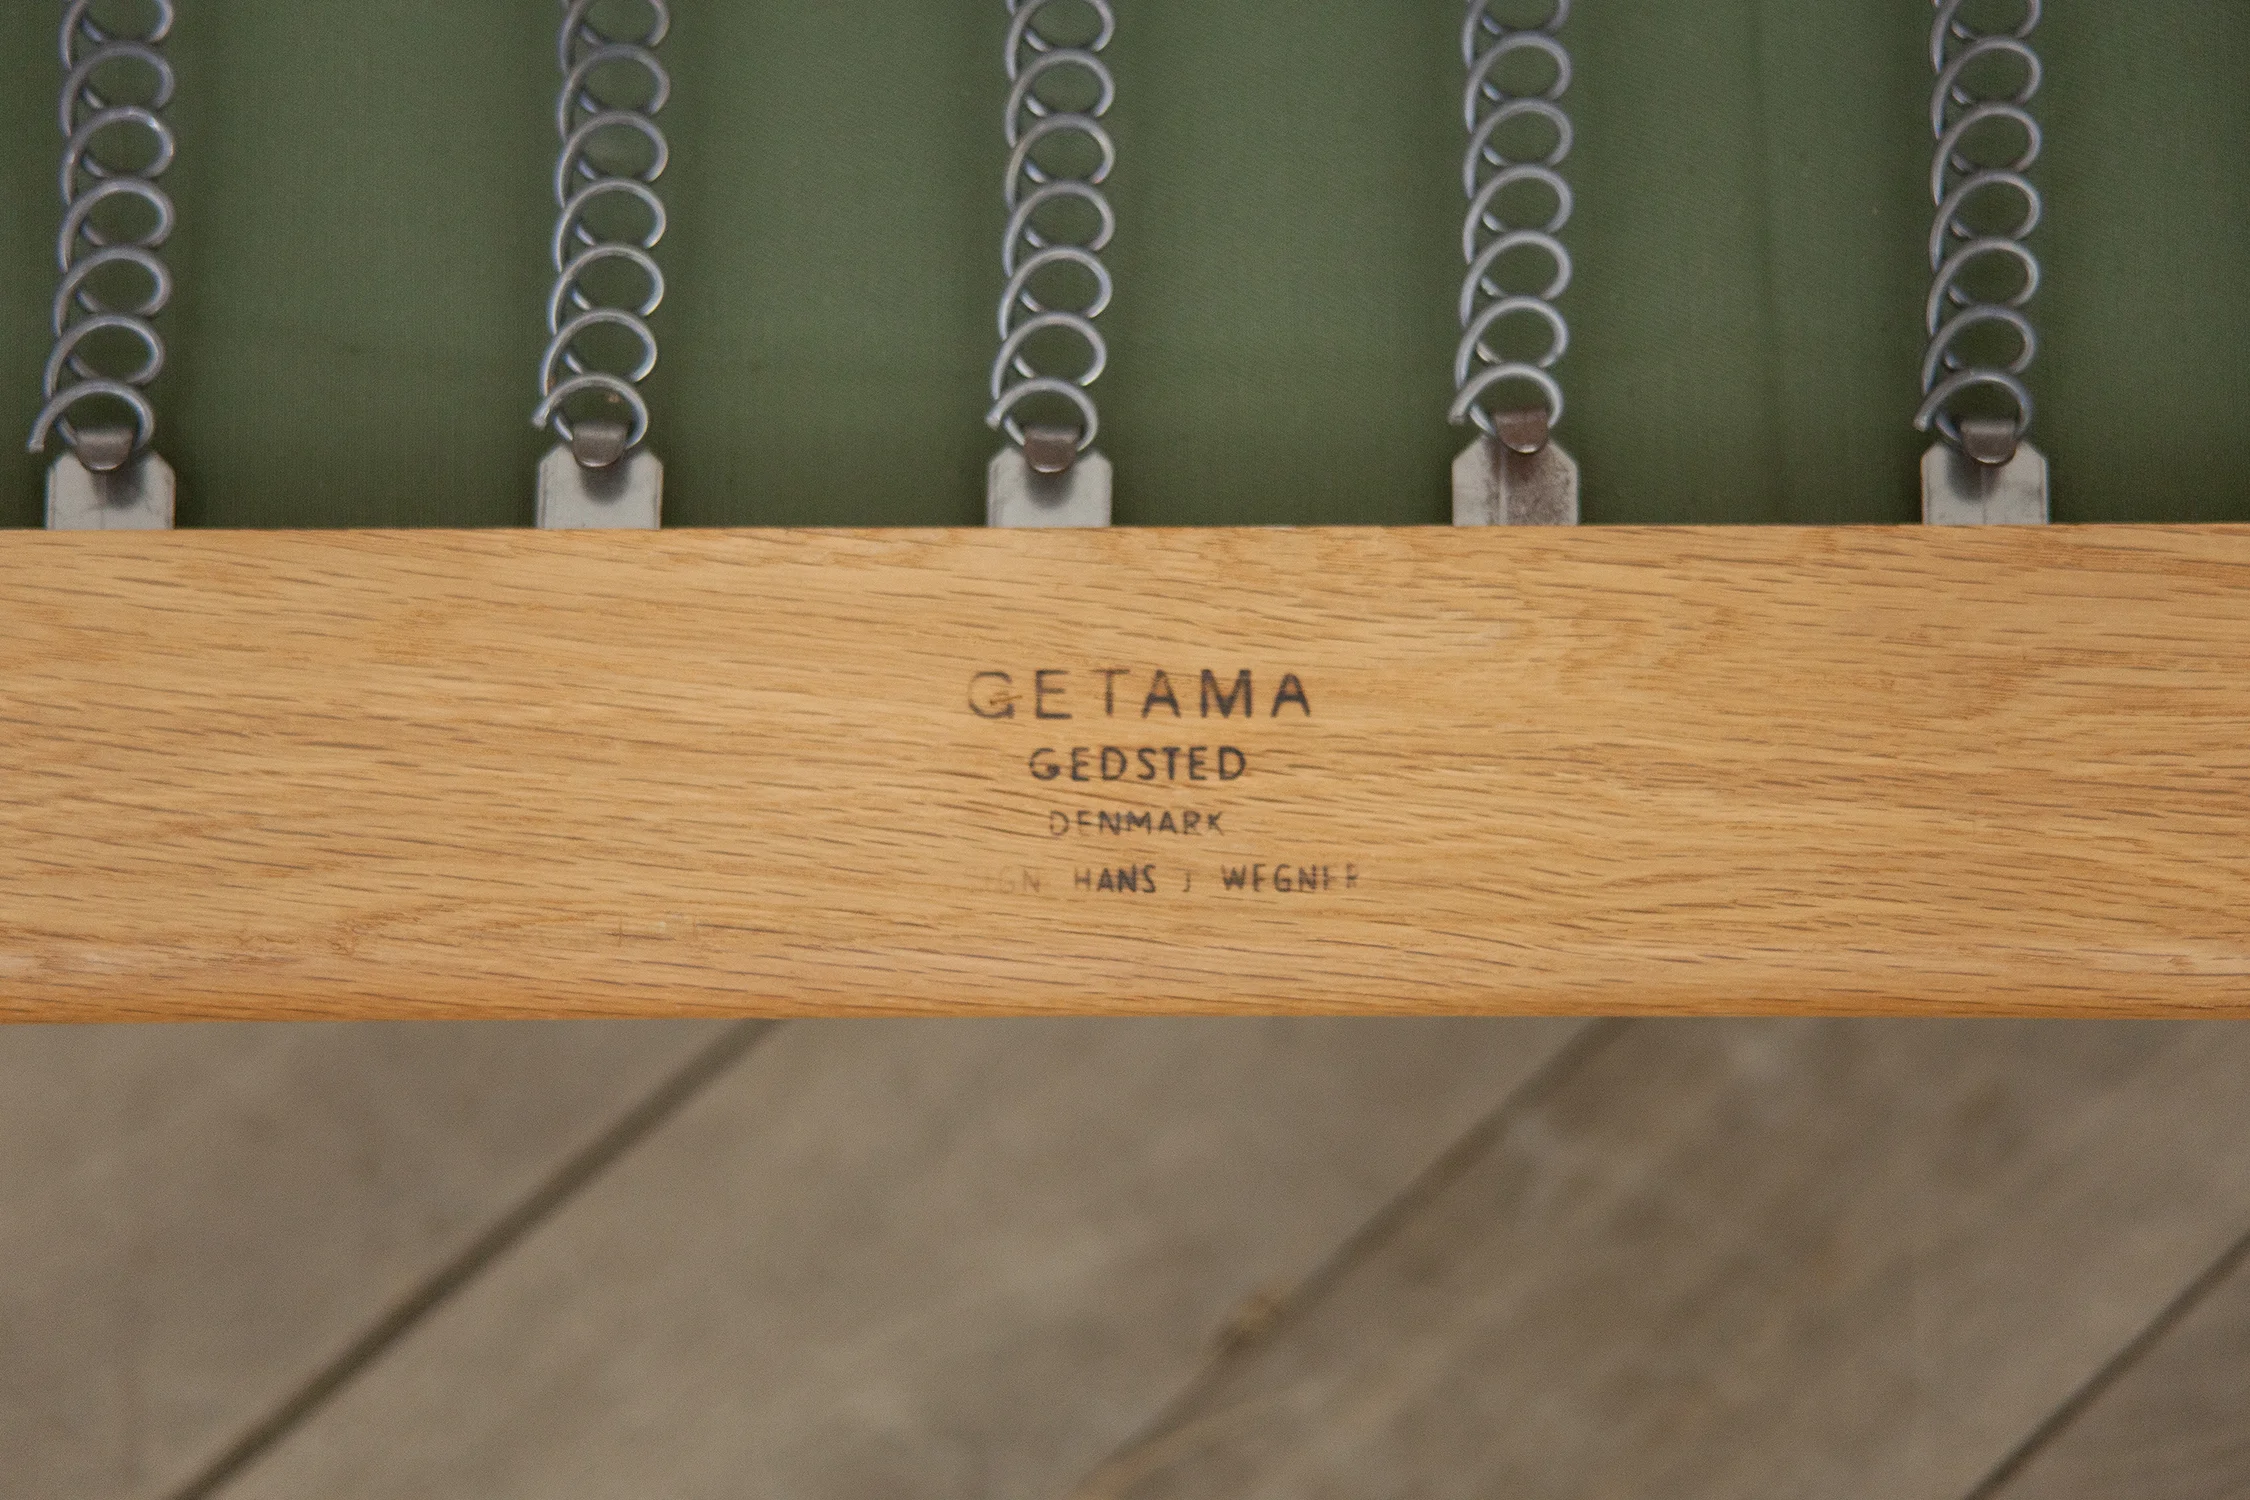 GETAMA
GEDSTED
DENMARK
HANS J WEGNER